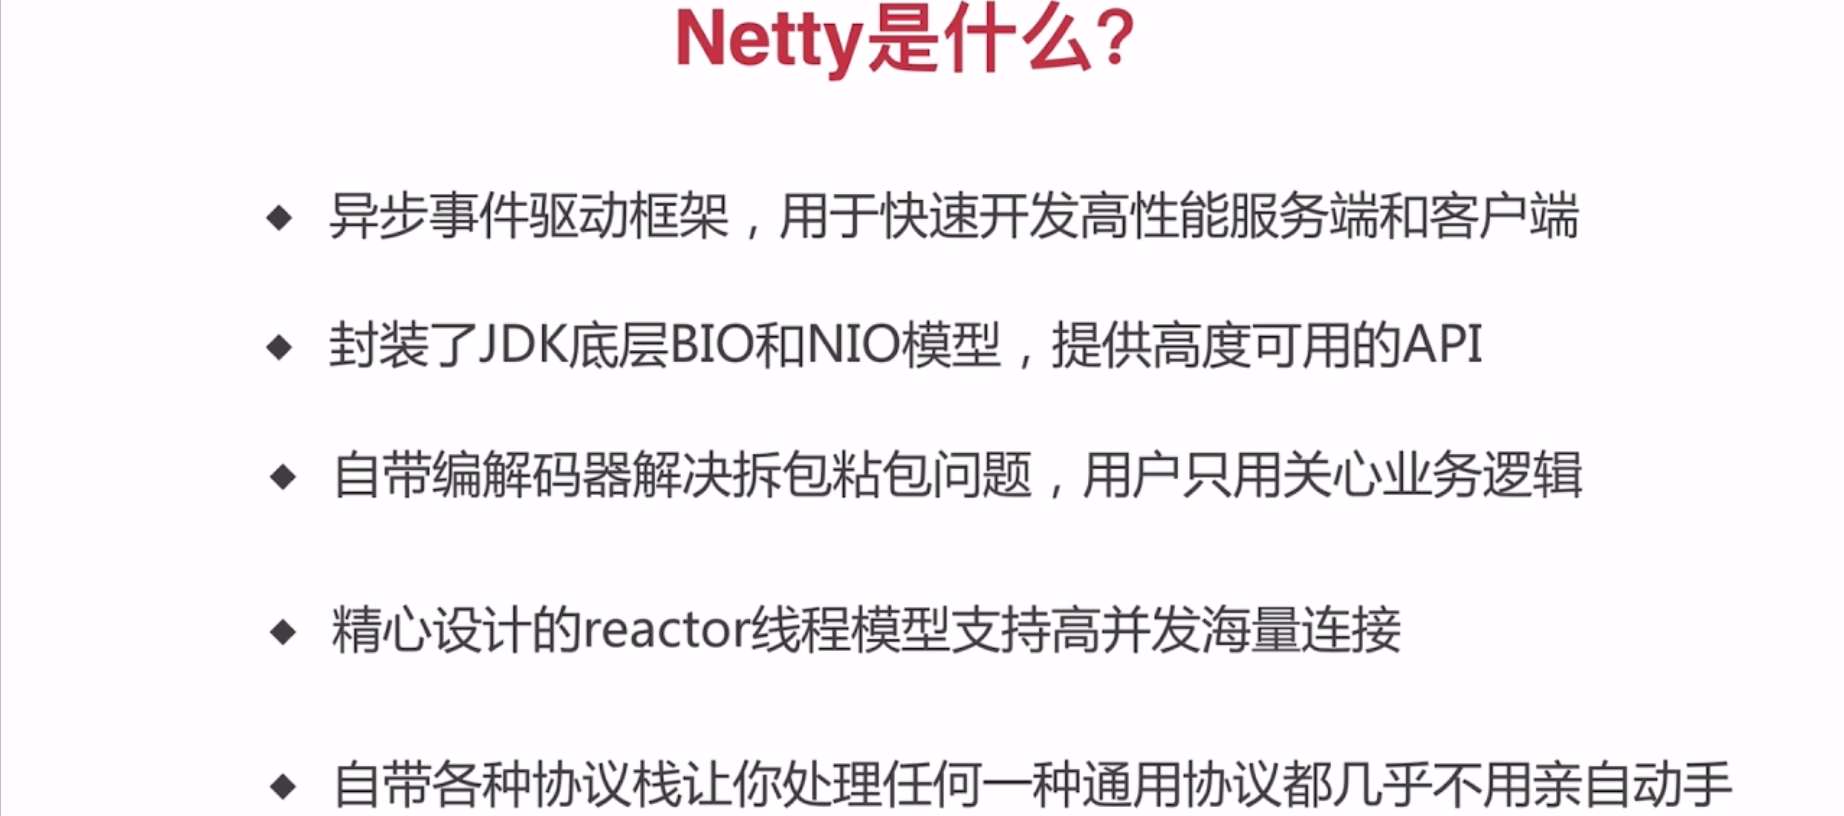 Netty是什么?
◆ 异步事件驱动框架，用于快速开发高性能服务端和客户端
◆ 封装了JDK底层BIO和NIO模型，提供高度可用的API
◆ 自带编解码器解决拆包粘包问题，用户只用关心业务逻辑
◆ 精心设计的reactor线程模型支持高并发海量连接
◆ 自带各种协议栈让你处理任何一种通用协议都几乎不用亲自动手